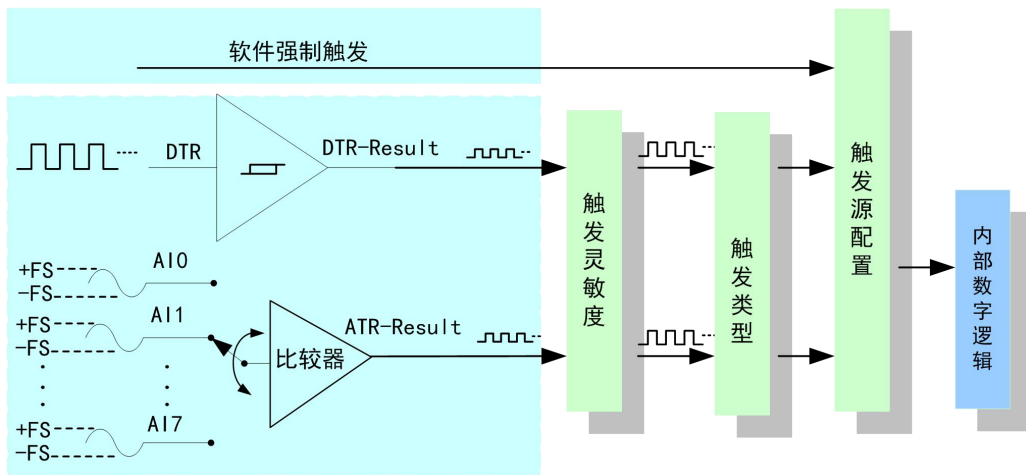 软件强制触发
DTR
DTR-Result
+FS
-FS
AI0
+FS
-FS
AI1
+FS
-FS
AI7
比较器
ATR-Result
触发灵敏度
触发类型
触发源配置
内部数字逻辑